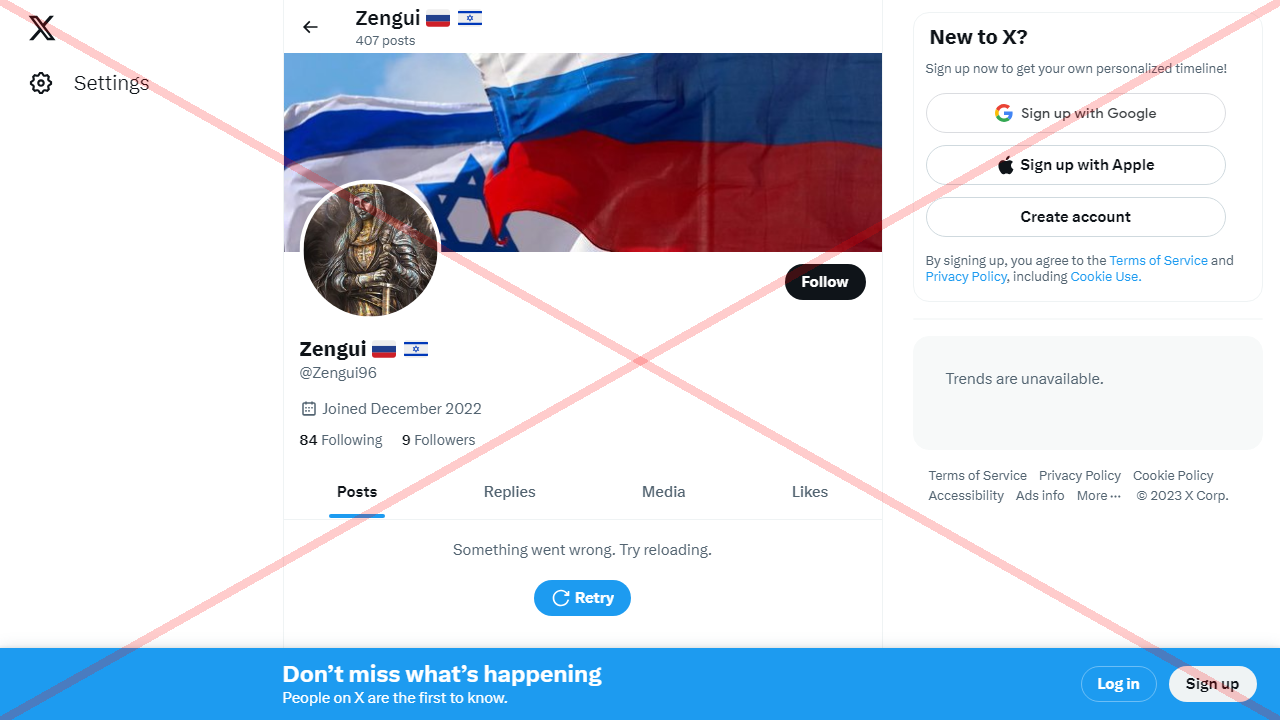 Zengui 🇷🇺 🇮🇱
407 posts
Settings
Follow
Zengui 🇷🇺 🇮🇱
@Zengui96
Joined December 2022
84 Following 9 Followers
Posts Replies Media Likes
Something went wrong. Try reloading.
Retry
New to X?
Sign up now to get your own personalized timeline!
Sign up with Google
Sign up with Apple
Create account
By signing up, you agree to the Terms of Service and
Privacy Policy, including Cookie Use.
Trends are unavailable.
Terms of Service Privacy Policy Cookie Policy
Accessibility Ads info More ··· © 2023 X Corp.
Don’t miss what’s happening
People on X are the first to know.
Log in Sign up